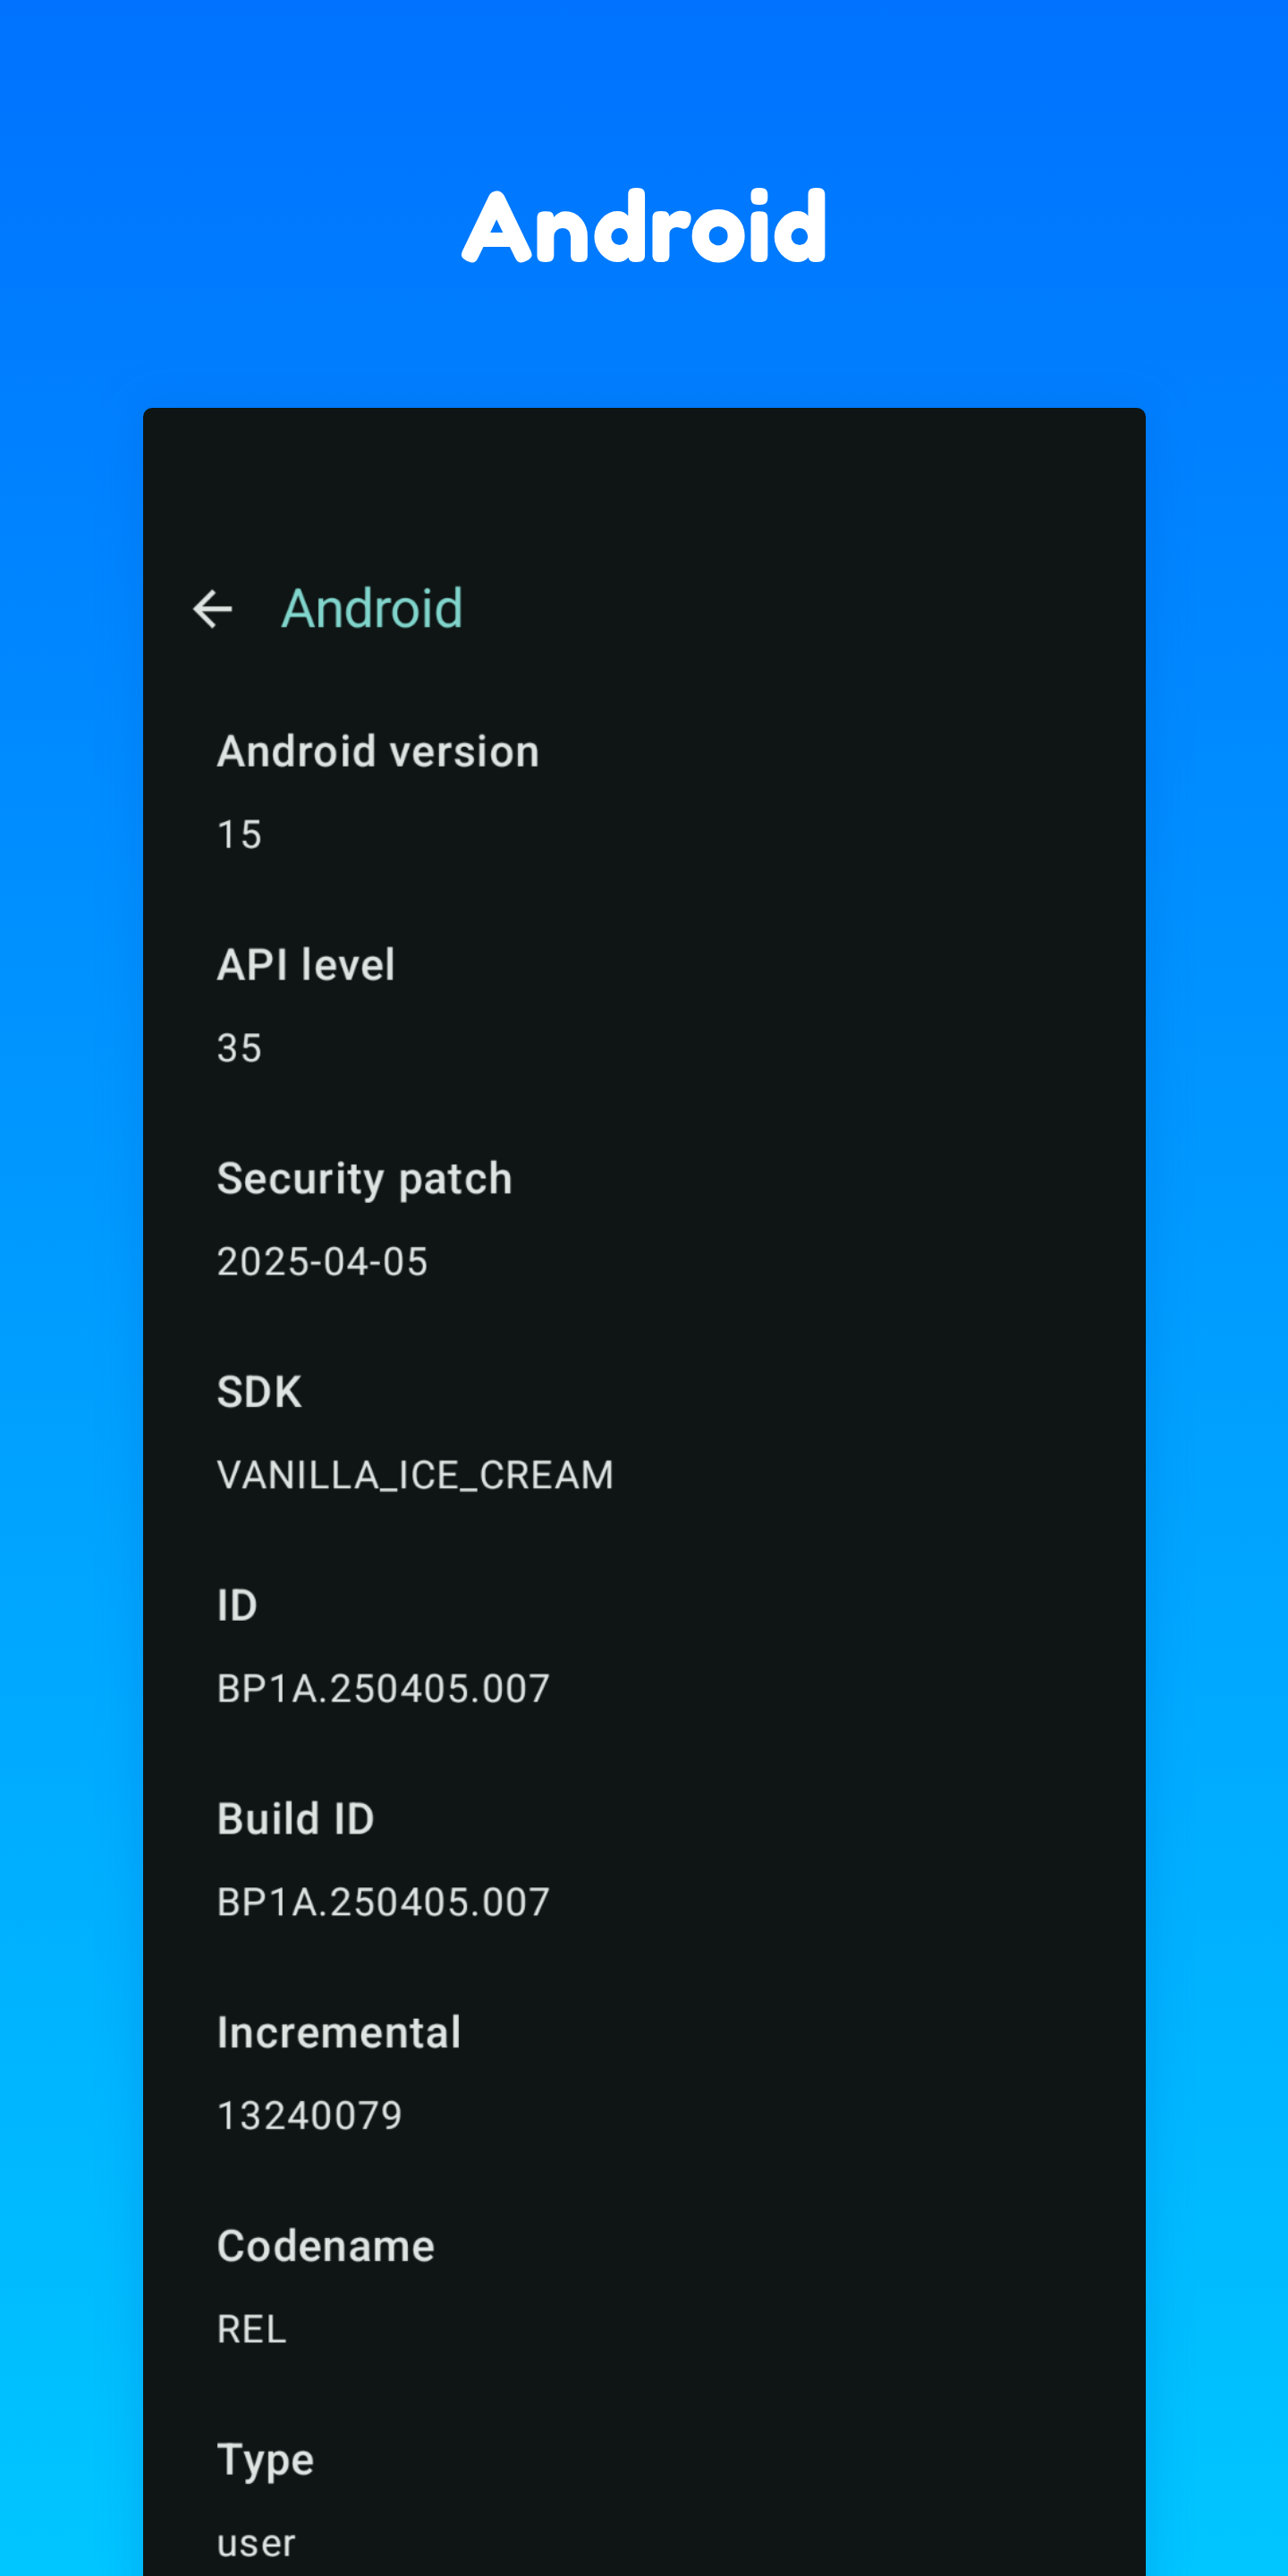 Android
Android
Android version
15
API level
35
Security patch
2025-04-05
SDK
VANILLA_ICE_CREAM
ID
BP1A.250405.007
Build ID
BP1A.250405.007
Incremental
13240079
Codename
REL
Type
user